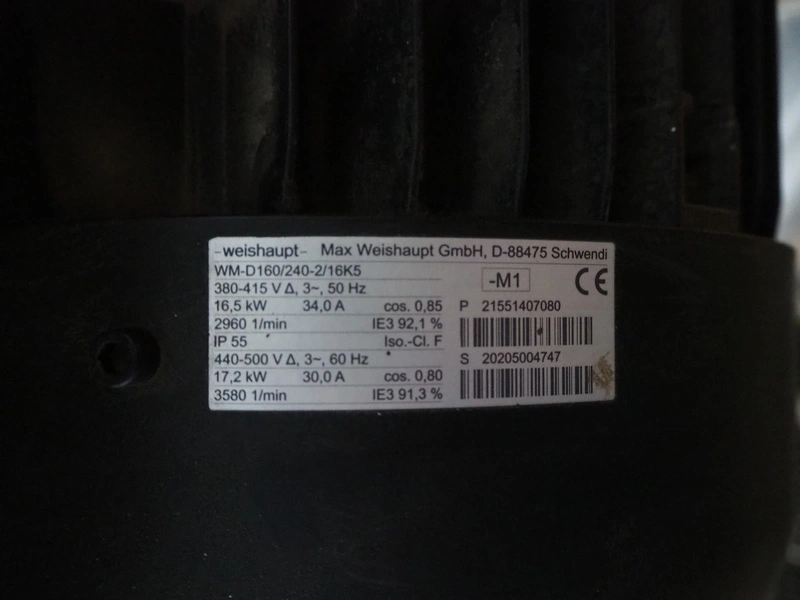 -weishaupt- Max Weishaupt GmbH, D-88475 Schwendi
WM-D160/240-2/16K5
380-415 V Δ, 3~, 50 Hz
16,5 kW 34,0 A cos. 0,85
2960 1/min IE3 92,1 %
IP 55 Iso.-Cl. F
440-500 V Δ, 3~, 60 Hz
17,2 kW 30,0 A cos. 0,80
3580 1/min IE3 91,3 %
-M1 CE
P 21551407080
S 20205004747